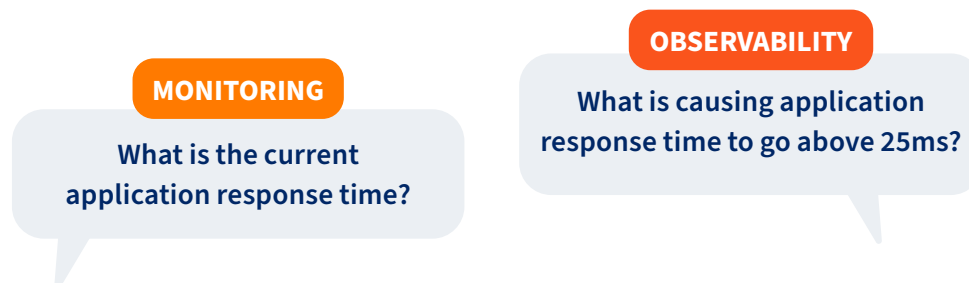 MONITORING
What is the current
application response time?
OBSERVABILITY
What is causing application
response time to go above 25ms?